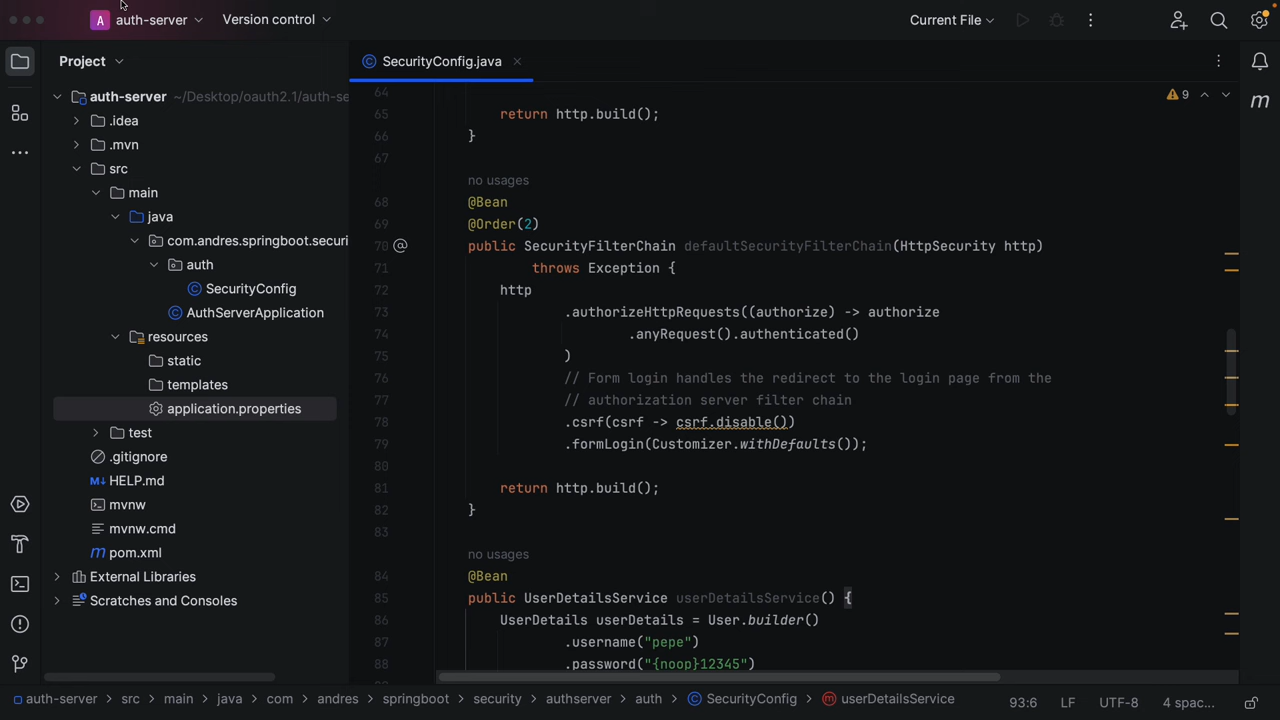 A auth-server Version control Current File
Project
SecurityConfig.java
auth-server ~/Desktop/oauth2.1/auth-se
.idea
.mvn
src
main
java
com.andres.springboot.securi
auth
SecurityConfig
AuthServerApplication
resources
static
templates
application.properties
test
.gitignore
HELP.md
mvnw
mvnw.cmd
pom.xml
External Libraries
Scratches and Consoles
9
64
65 return http.build();
66 }
67
no usages
68 @Bean
69 @Order(2)
70 public SecurityFilterChain defaultSecurityFilterChain(HttpSecurity http)
71 throws Exception {
72 http
73 .authorizeHttpRequests((authorize) -> authorize
74 .anyRequest().authenticated()
75 )
76 // Form login handles the redirect to the login page from the
77 // authorization server filter chain
78 .csrf(csrf -> csrf.disable())
79 .formLogin(Customizer.withDefaults());
80
81 return http.build();
82 }
83
no usages
84 @Bean
85 public UserDetailsService userDetailsService() {
86 UserDetails userDetails = User.builder()
87 .username("pepe")
88 .password("{noop}12345")
auth-server src main java com andres springboot security authserver auth SecurityConfig userDetailsService 93:6 LF UTF-8 4 spac...